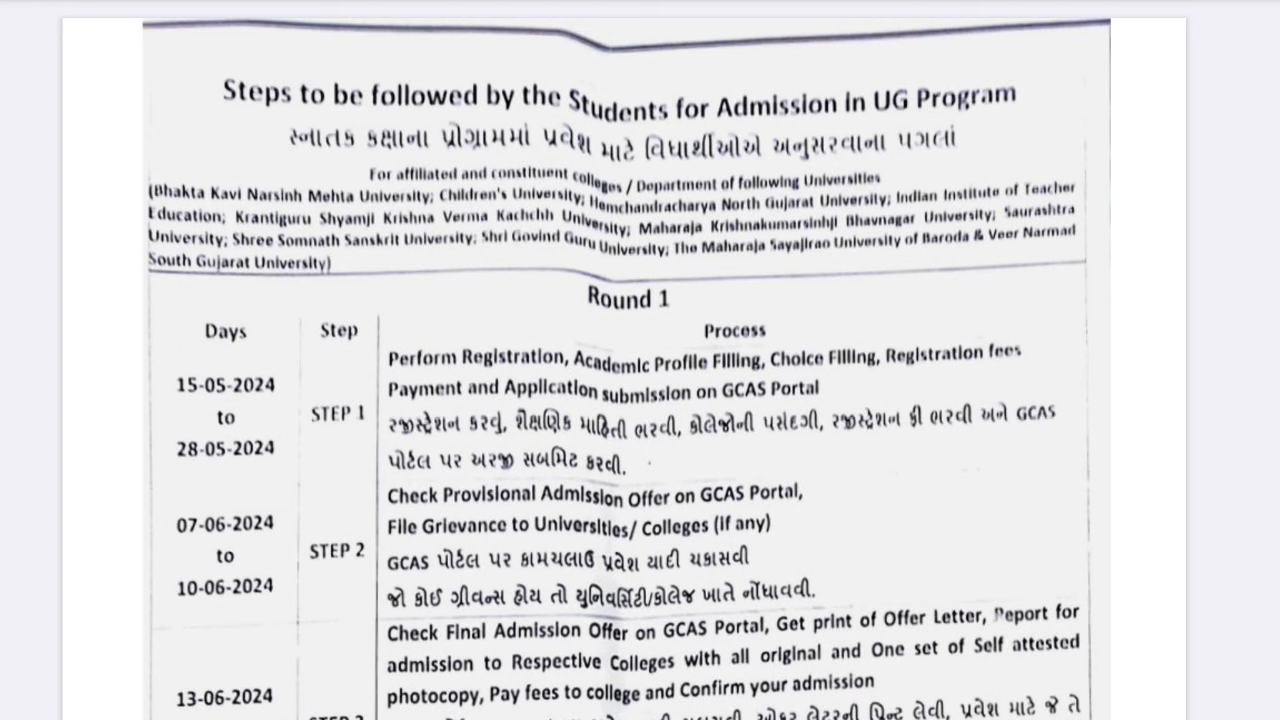 Steps to be followed by the Students for Admission in UG Program
સ્નાતક કક્ષાના પ્રોગ્રામમાં પ્રવેશ માટે વિદ્યાર્થીઓએ અનુસરવાના પગલાં
For affiliated and constituent colleges / Department of following Universities
(Bhakta Kavi Narsinh Mehta University; Children's University; Hemchandracharya North Gujarat University; Indian Institute of Teacher
Education; Krantiguru Shyamji Krishna Verma Kachchh University; Maharaja Krishnakumarsinhji Bhavnagar University; Saurashtra
University; Shree Somnath Sanskrit University; Shri Govind Guru University; The Maharaja Sayajirao University of Baroda & Veer Narmad
South Gujarat University)
Round 1
Days Step Process
15-05-2024
to
28-05-2024
STEP 1
Perform Registration, Academic Profile Filling, Choice Filling, Registration fees
Payment and Application submission on GCAS Portal
રજીસ્ટ્રેશન કરવું, શૈક્ષણિક માહિતી ભરવી, કોલેજોની પસંદગી, રજીસ્ટ્રેશન ફી ભરવી અને GCAS
પોર્ટલ પર અરજી સબમિટ કરવી.
07-06-2024
to
10-06-2024
STEP 2
Check Provisional Admission Offer on GCAS Portal,
File Grievance to Universities/ Colleges (if any)
GCAS પોર્ટલ પર કામચલાઉ પ્રવેશ યાદી ચકાસવી
જો કોઈ ગ્રીવન્સ હોય તો યુનિવર્સિટી/કોલેજ ખાતે નોંધાવવી.
13-06-2024
Check Final Admission Offer on GCAS Portal, Get print of Offer Letter, Report for
admission to Respective Colleges with all original and One set of Self attested
photocopy, Pay fees to college and Confirm your admission
ઓફર લેટરની પ્રિન્ટ લેવી, પ્રવેશ માટે જે તે